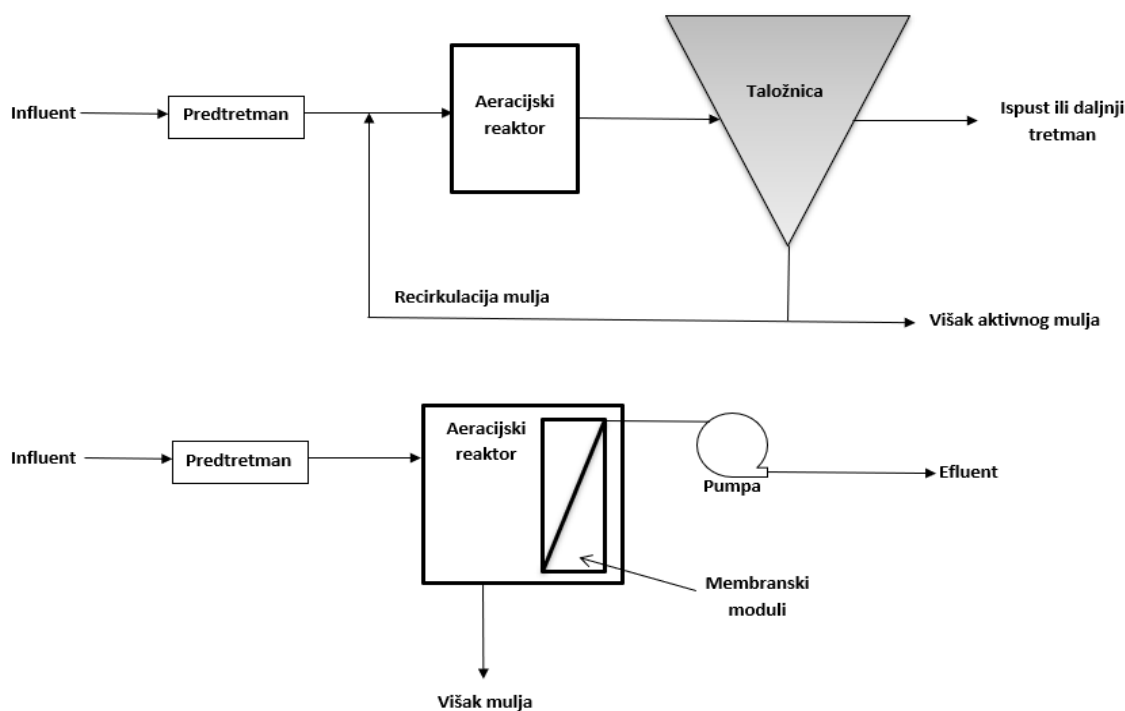 Influent
Predtretman
Aeracijski
reaktor
Taložnica
Ispust ili daljnji
tretman
Recirkulacija mulja
Višak aktivnog mulja
Influent
Predtretman
Aeracijski
reaktor
Pumpa
Efluent
Membranski
moduli
Višak mulja